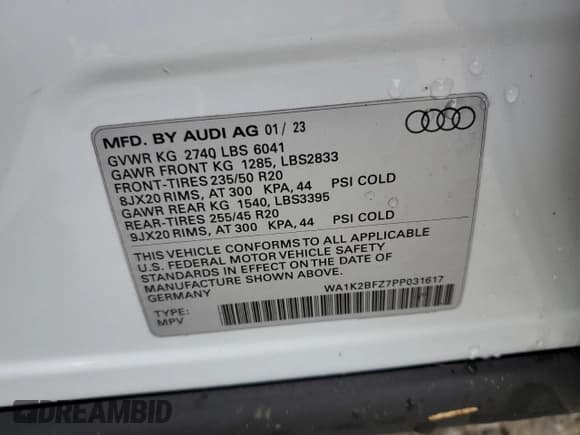 MFD. BY AUDI AG 01/ 23
GVWR KG 2740 LBS 6041
GAWR FRONT KG 1285, LBS2833
FRONT-TIRES 235/50 R20
8JX20 RIMS, AT 300 KPA, 44 PSI COLD
GAWR REAR KG 1540, LBS3395
REAR-TIRES 255/45 R20
9JX20 RIMS, AT 300 KPA, 44 PSI COLD
THIS VEHICLE CONFORMS TO ALL APPLICABLE
U.S. FEDERAL MOTOR VEHICLE SAFETY
STANDARDS IN EFFECT ON THE DATE OF
MANUFACTURE SHOWN ABOVE.
GERMANY
WA1K2BFZ7PP031617
TYPE:
MPV
DREAMBID